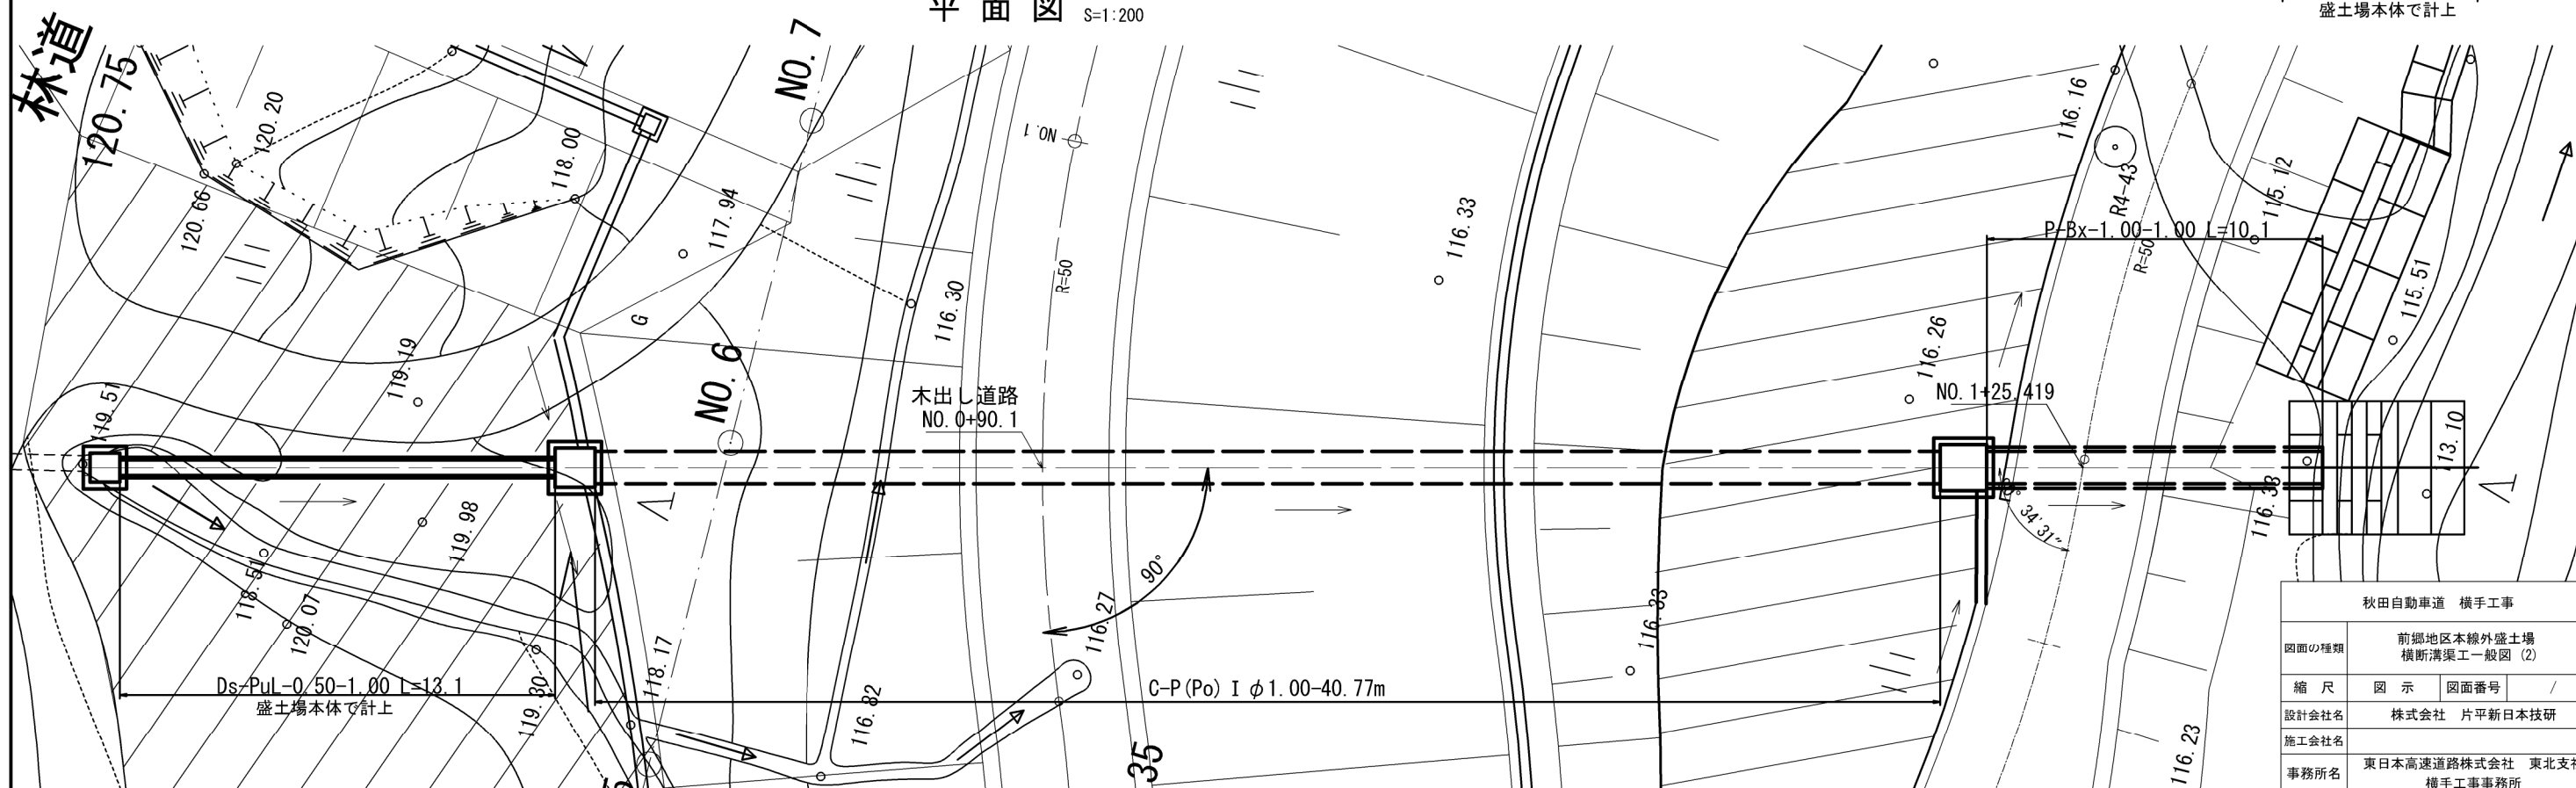 平面図 S=1:200
盛土場本体で計上
林道
120.75
120.20
120.66
118.00
NO.7
117.94
NO.1
116.33
116.16
R4-43
115.12
P-Bx-1.00-1.00 L=10.1
R=50
R=50
115.51
116.30
G
119.19
119.51
NO.6
木出し道路
NO.0+90.1
116.26
NO.1+25.419
113.10
119.98
118.51
120.07
90°
34'31"
116.33
116.27
116.33
118.17
Ds-PuL-0.50-1.00 L=13.1
盛土場本体で計上
119.30
C-P(Po) I φ1.00-40.77m
116.82
35
116.23
秋田自動車道 横手工事
図面の種類 前郷地区本線外盛土場
横断溝渠工一般図 (2)
縮尺 図示 図面番号 /
設計会社名 株式会社 片平新日本技研
施工会社名
事務所名 東日本高速道路株式会社 東北支社
横手工事事務所